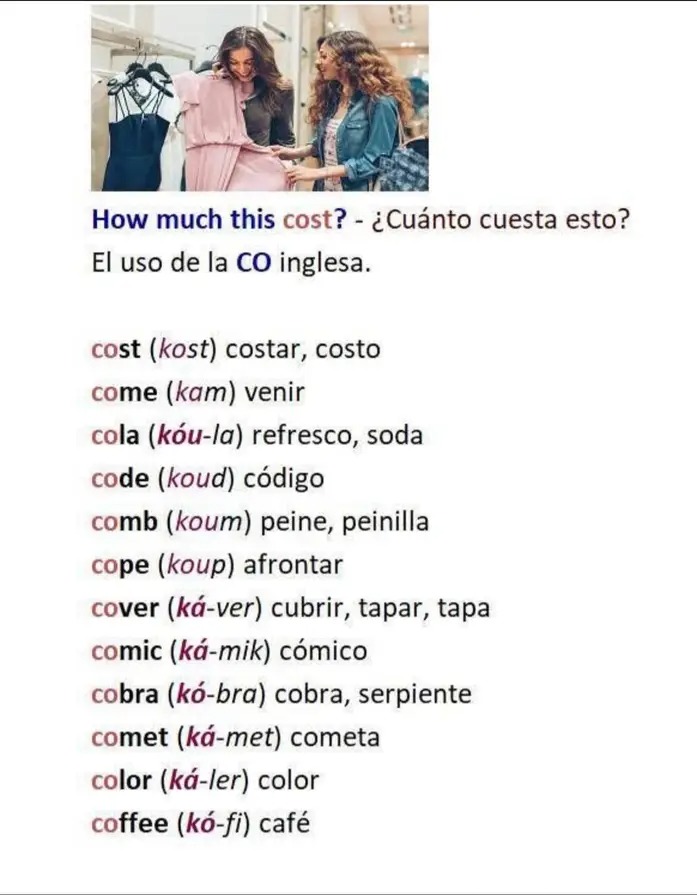 How much this cost? - ¿Cuánto cuesta esto?
El uso de la CO inglesa.
cost (kost) costar, costo
come (kam) venir
cola (kóu-la) refresco, soda
code (koud) código
comb (koum) peine, peinilla
cope (koup) afrontar
cover (ká-ver) cubrir, tapar, tapa
comic (ká-mik) cómico
cobra (kó-bra) cobra, serpiente
comet (ká-met) cometa
color (ká-ler) color
coffee (kó-fi) café